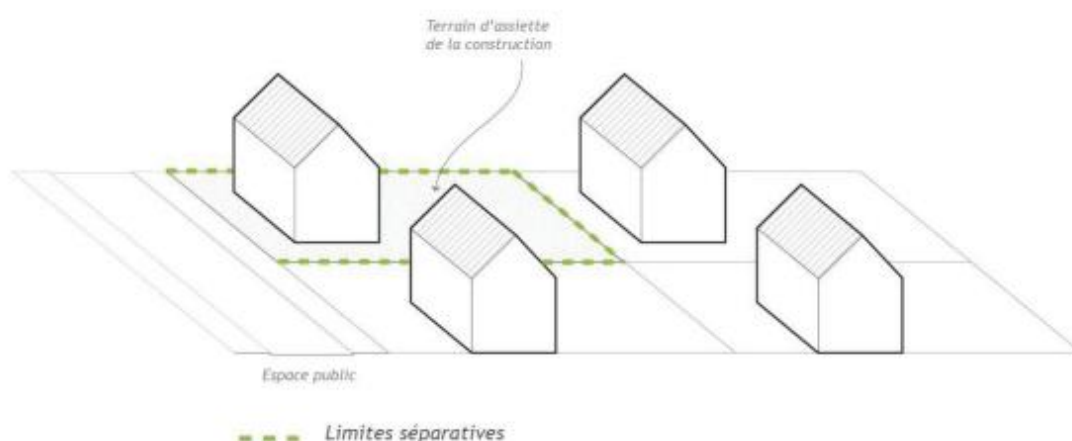 Terrain d'assiette
de la construction
Espace public
Limites séparatives